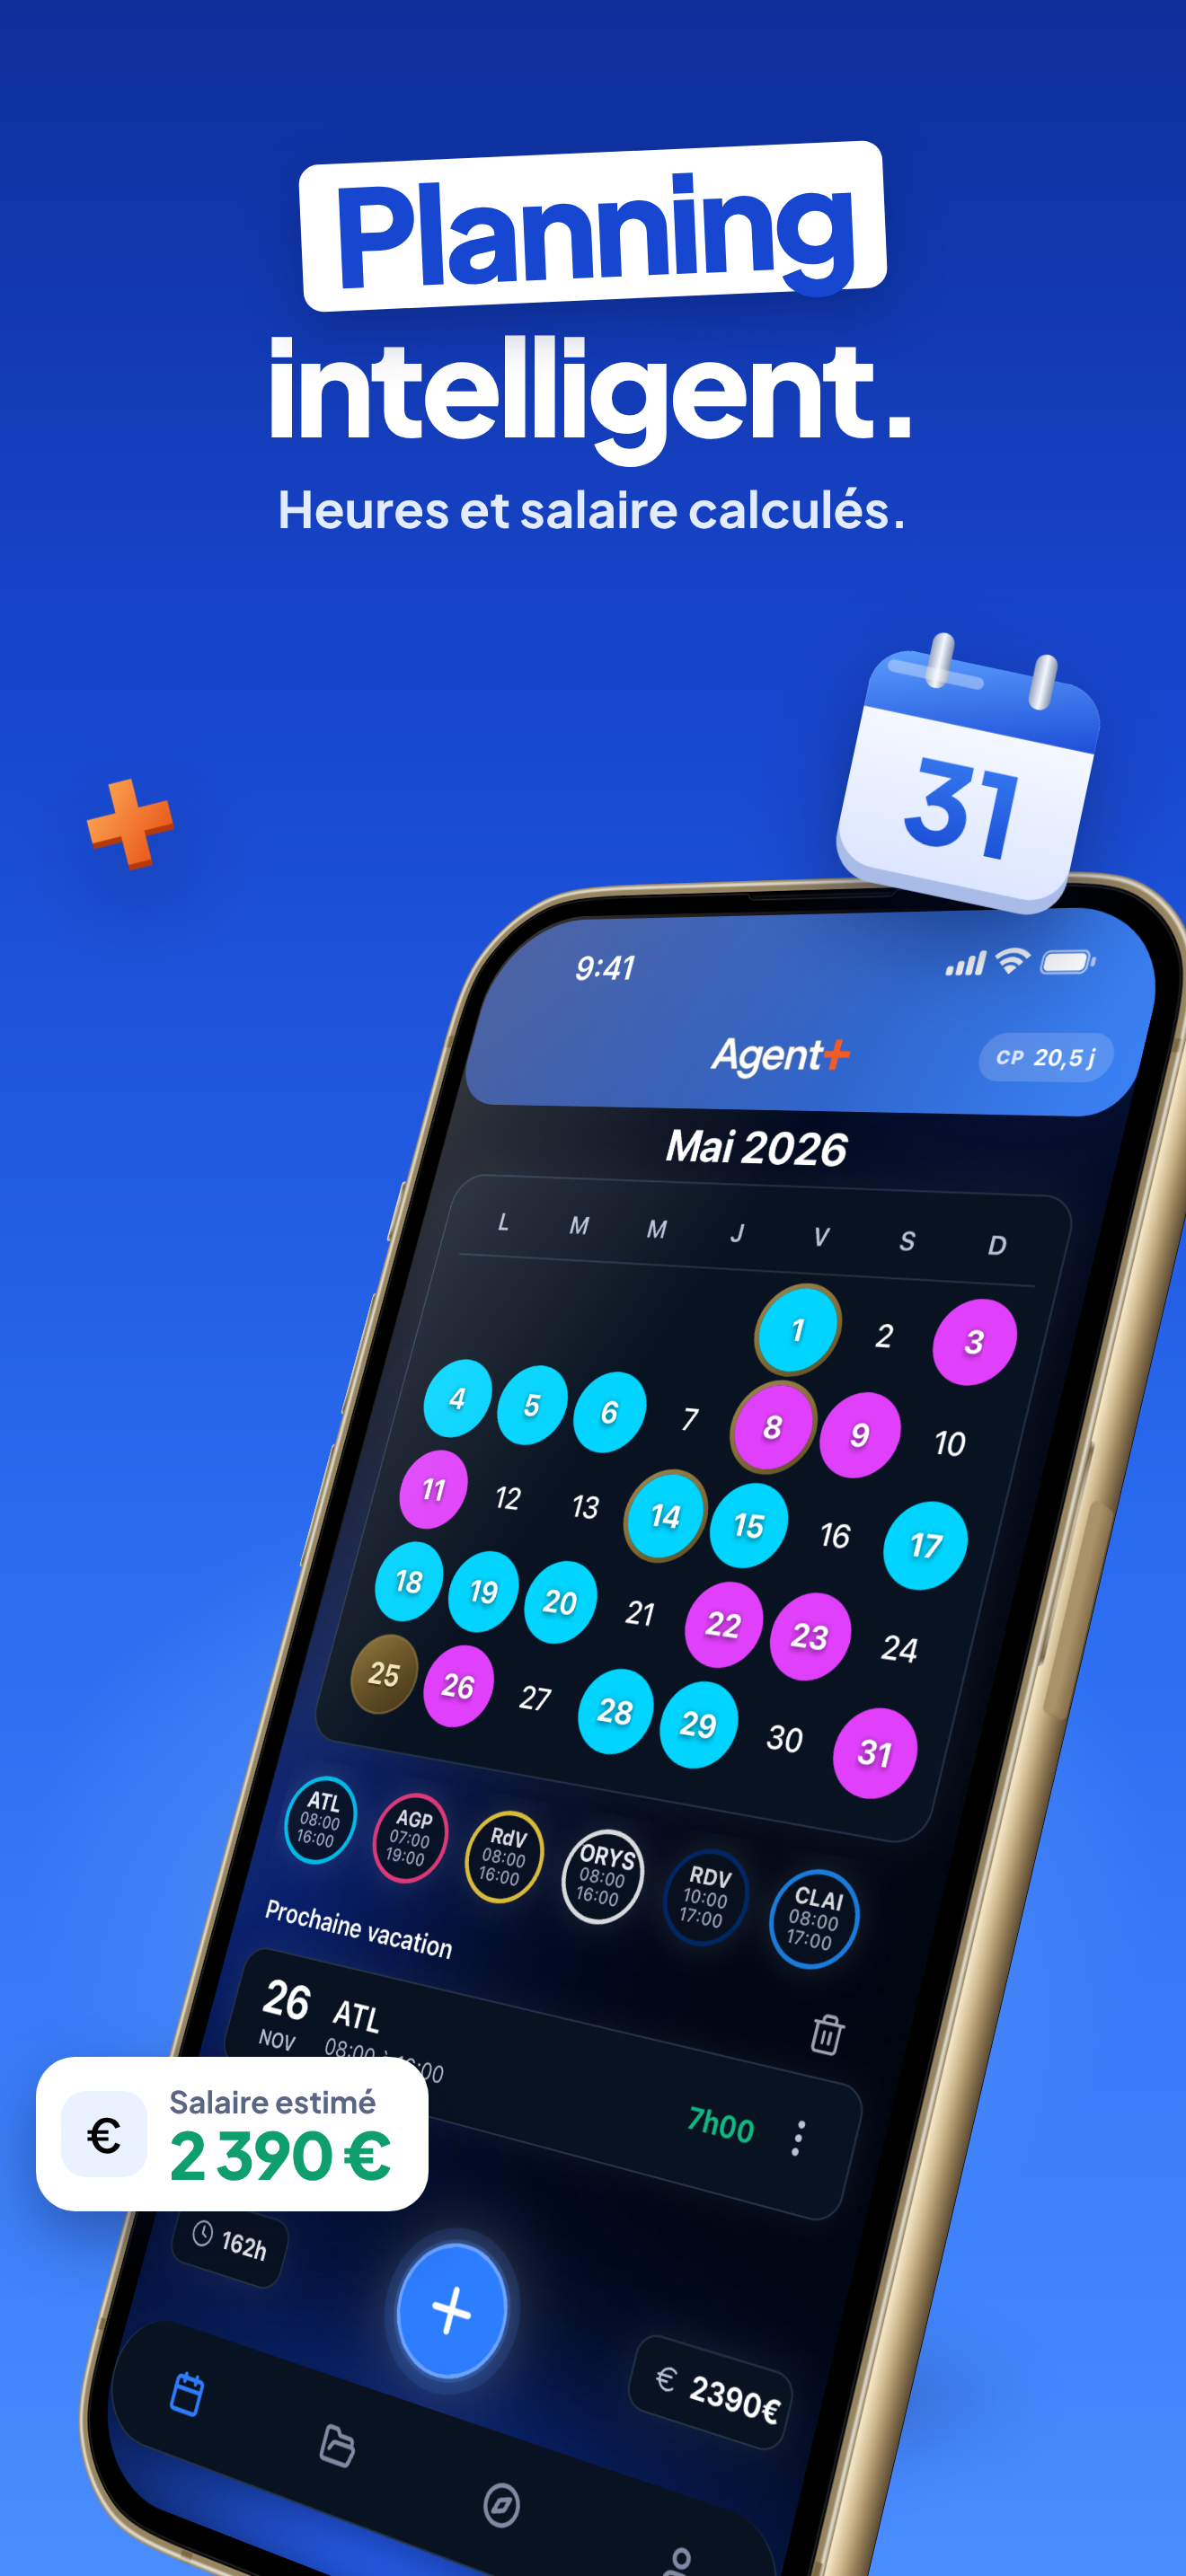 Planning
intelligent.
Heures et salaire calculés.
31
9:41
Agent+
CP 20,5 j
Mai 2026
L M M J V S D
1 2 3
4 5 6 7 8 9 10
11 12 13 14 15 16 17
18 19 20 21 22 23 24
25 26 27 28 29 30 31
ATL AGP RdV ORYS RDV CLAI
08:00 07:00 08:00 08:00 10:00 08:00
16:00 19:00 16:00 16:00 17:00 17:00
Prochaine vacation
26 ATL
NOV 08:00
7h00
Salaire estimé
€ 2 390 €
162h
€ 2390€